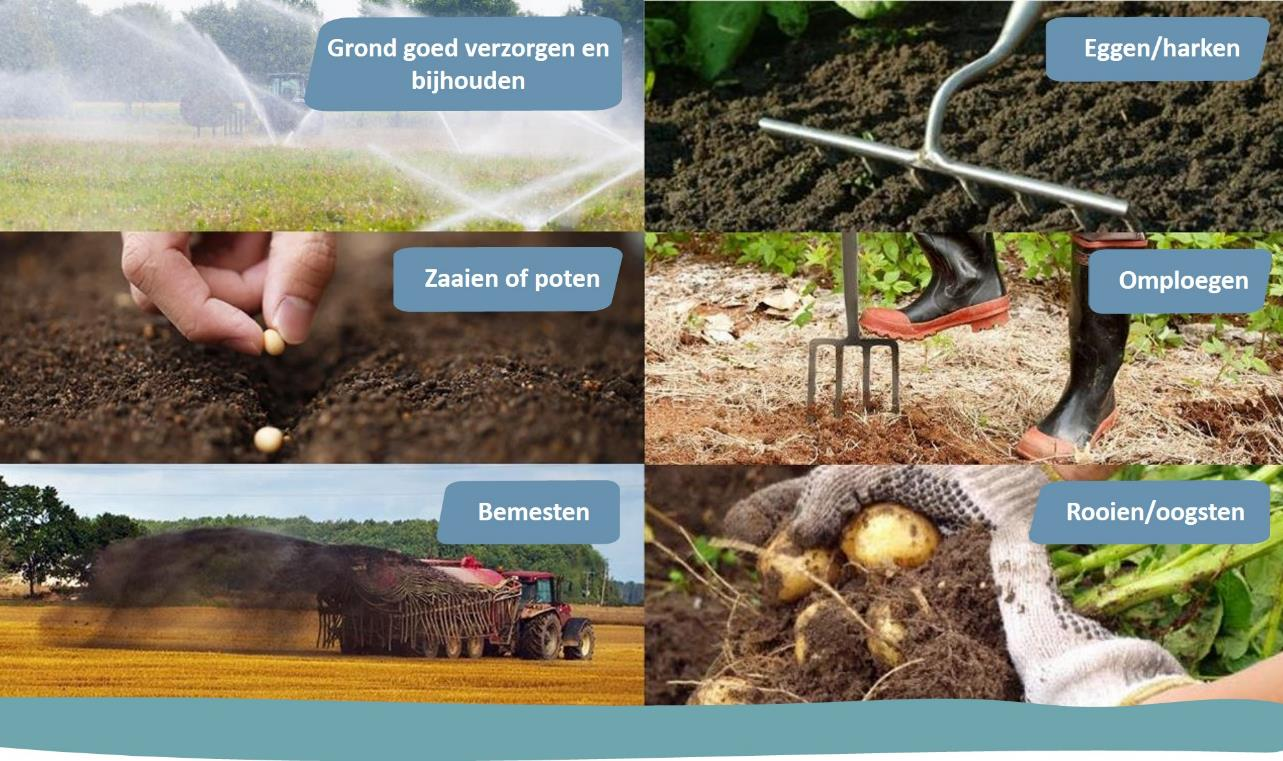 Grond goed verzorgen en
bijhouden
Eggen/harken
Zaaien of poten
Omploegen
Bemesten
Rooien/oogsten